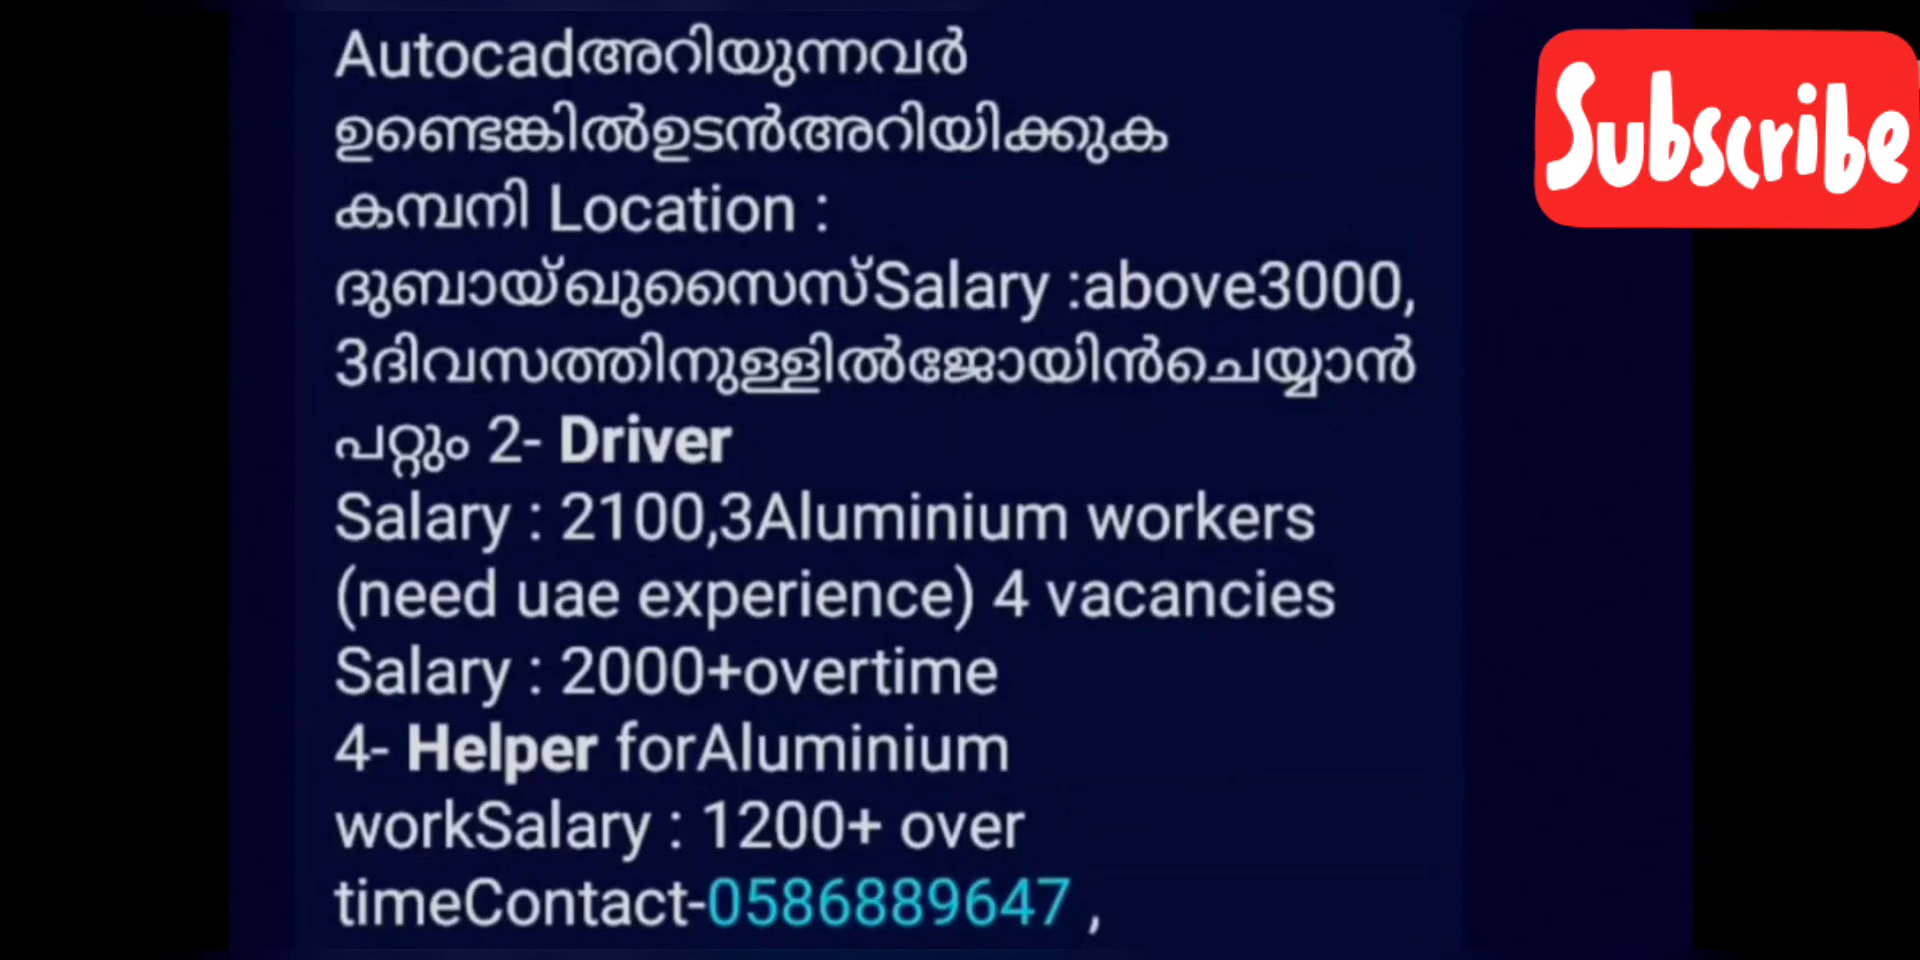 Autocadഅറിയുന്നവർ
ഉണ്ടെങ്കിൽഉടൻഅറിയിക്കുക
കമ്പനി Location :
ദുബായ്ഖുസൈസ്Salary :above3000,
3ദിവസത്തിനുള്ളിൽജോയിൻചെയ്യാൻ
പറ്റും 2- Driver
Salary : 2100,3Aluminium workers
(need uae experience) 4 vacancies
Salary : 2000+overtime
4- Helper forAluminium
workSalary : 1200+ over
timeContact-0586889647 ,
Subscribe